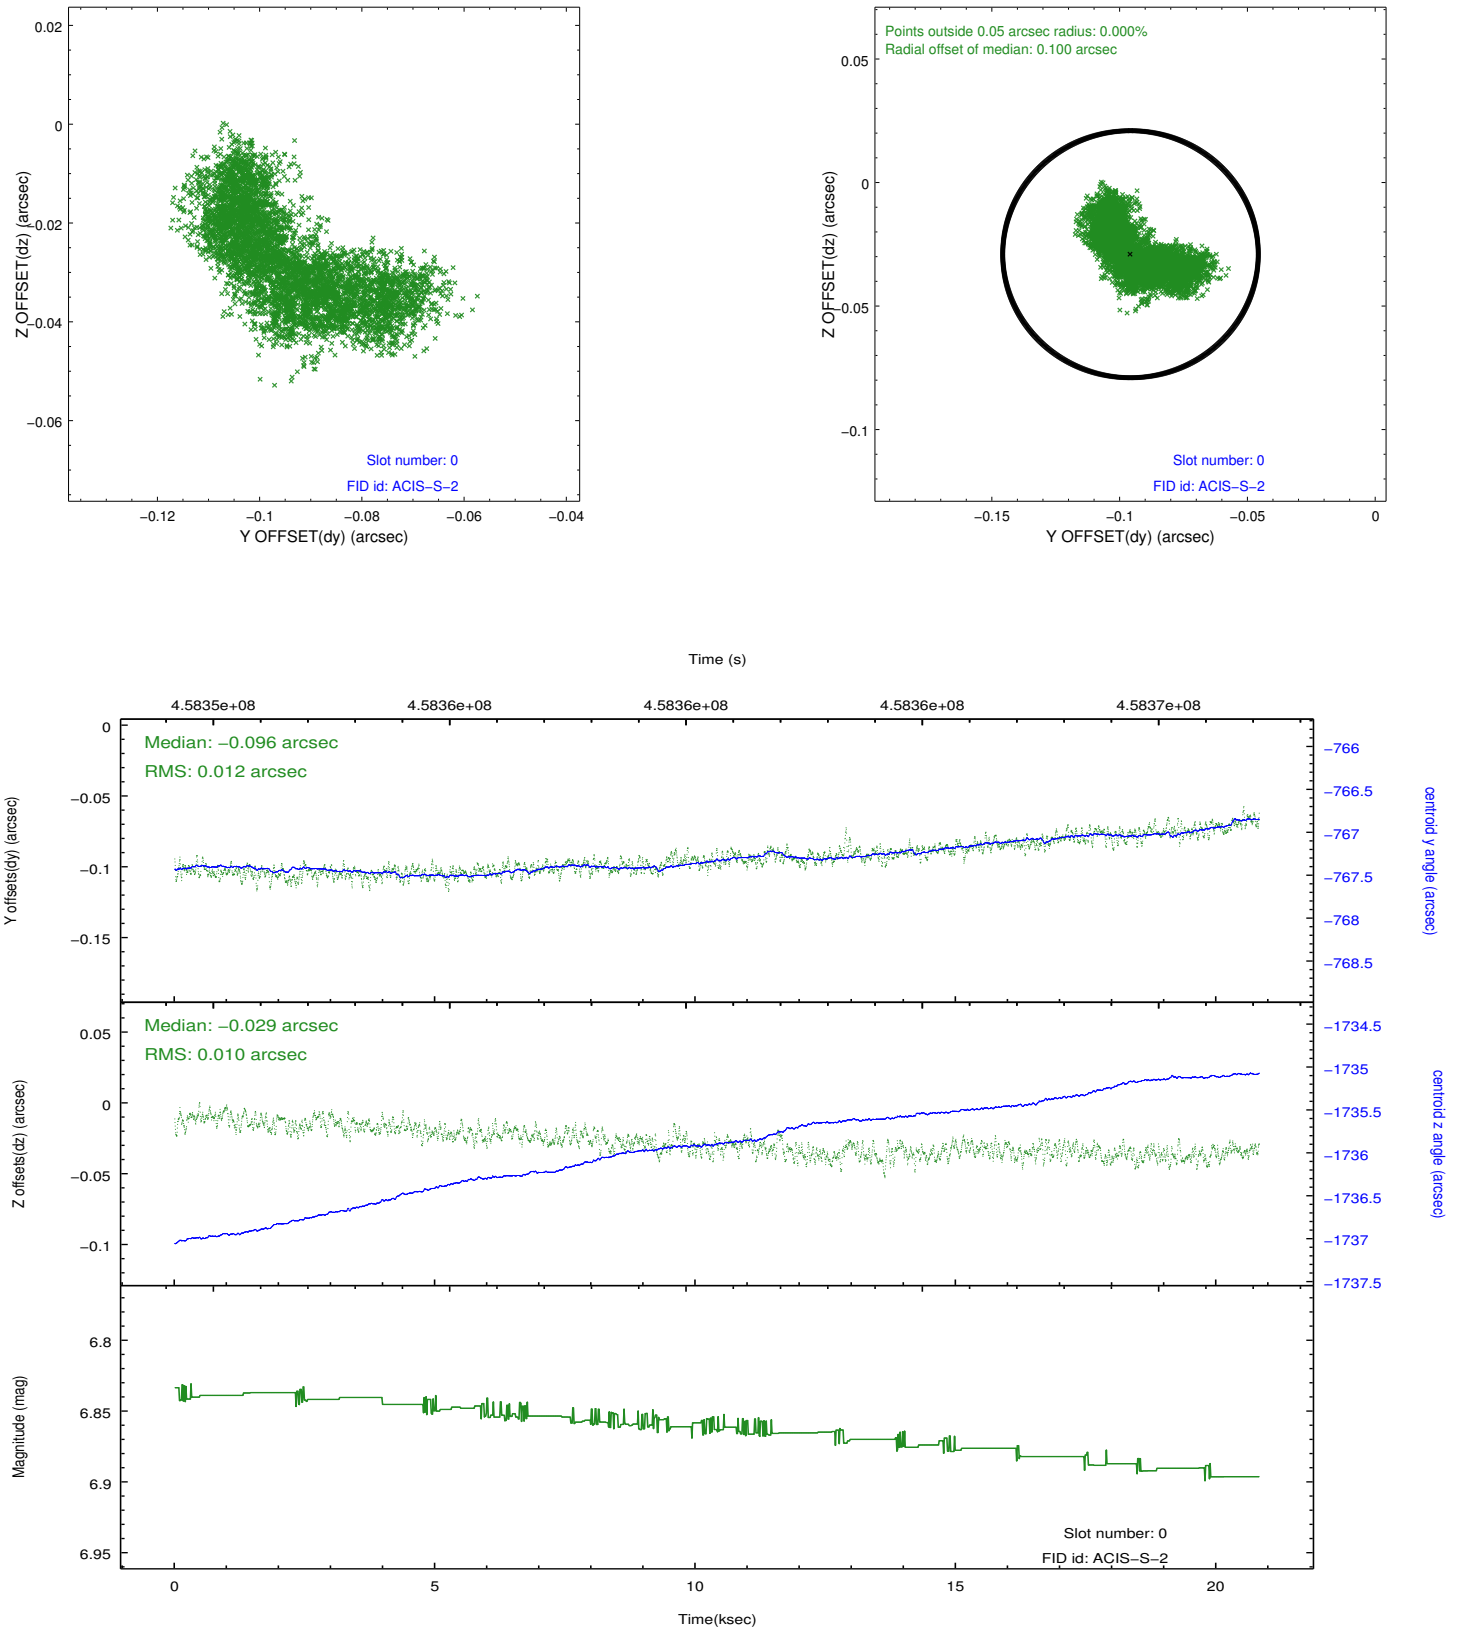 0.02
0
−0.02
−0.04
−0.06
Z OFFSET(dz) (arcsec)
Slot number: 0
FID id: ACIS−S−2
−0.12
−0.1
−0.08
−0.06
−0.04
Y OFFSET(dy) (arcsec)
Points outside 0.05 arcsec radius: 0.000%
Radial offset of median: 0.100 arcsec
0.05
0
−0.05
−0.1
Z OFFSET(dz) (arcsec)
Slot number: 0
FID id: ACIS−S−2
−0.15
−0.1
−0.05
0
Y OFFSET(dy) (arcsec)
Time (s)
4.5835e+08
4.5836e+08
4.5836e+08
4.5836e+08
4.5837e+08
Median: −0.096 arcsec
RMS: 0.012 arcsec
0
−0.05
−0.1
−0.15
Y offsets(dy) (arcsec)
−766
−766.5
−767
−767.5
−768
−768.5
centroid y angle (arcsec)
Median: −0.029 arcsec
RMS: 0.010 arcsec
0.05
0
−0.05
−0.1
Z offsets(dz) (arcsec)
−1734.5
−1735
−1735.5
−1736
−1736.5
−1737
−1737.5
centroid z angle (arcsec)
6.8
6.85
6.9
6.95
Magnitude (mag)
Slot number: 0
FID id: ACIS−S−2
0
5
10
15
20
Time(ksec)